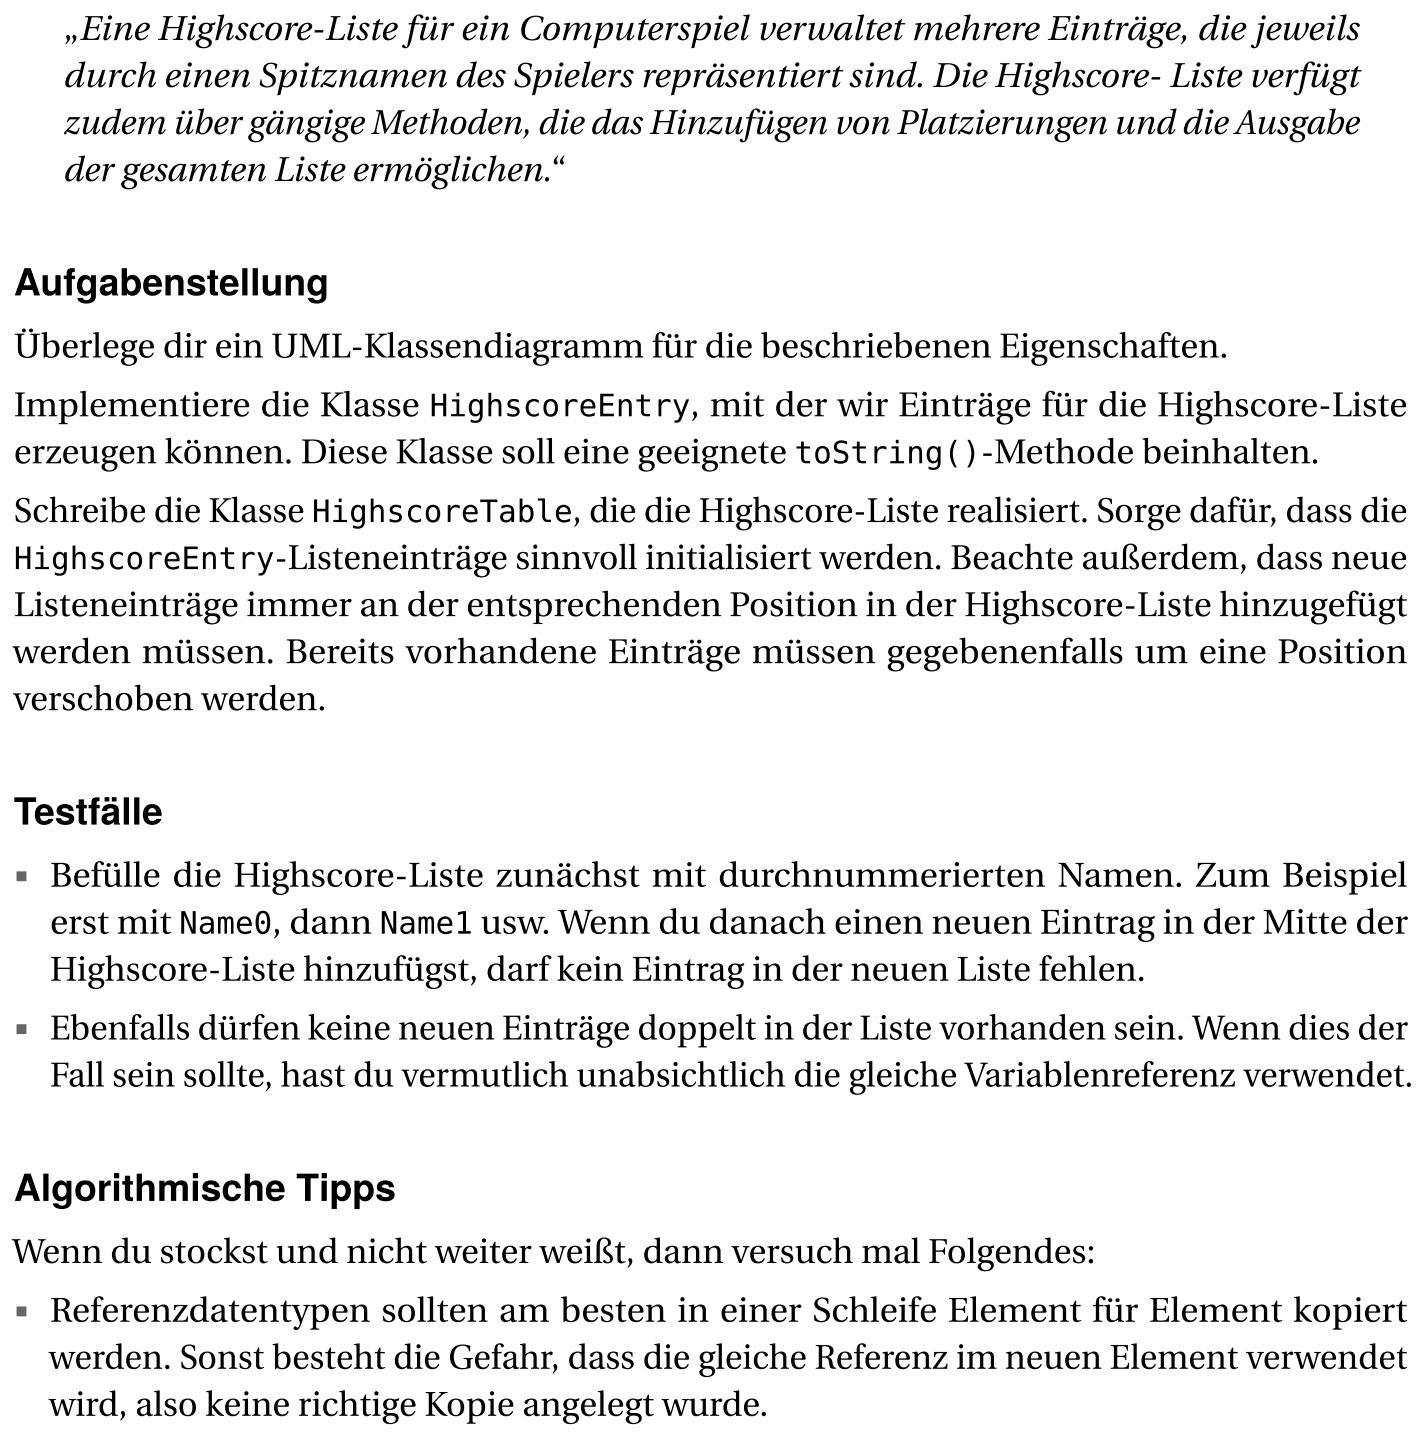 „Eine Highscore-Liste für ein Computerspiel verwaltet mehrere Einträge, die jeweils
durch einen Spitznamen des Spielers repräsentiert sind. Die Highscore- Liste verfügt
zudem über gängige Methoden, die das Hinzufügen von Platzierungen und die Ausgabe
der gesamten Liste ermöglichen.“
Aufgabenstellung
Überlege dir ein UML-Klassendiagramm für die beschriebenen Eigenschaften.
Implementiere die Klasse HighscoreEntry, mit der wir Einträge für die Highscore-Liste
erzeugen können. Diese Klasse soll eine geeignete toString()-Methode beinhalten.
Schreibe die Klasse HighscoreTable, die die Highscore-Liste realisiert. Sorge dafür, dass die
HighscoreEntry-Listeneinträge sinnvoll initialisiert werden. Beachte außerdem, dass neue
Listeneinträge immer an der entsprechenden Position in der Highscore-Liste hinzugefügt
werden müssen. Bereits vorhandene Einträge müssen gegebenenfalls um eine Position
verschoben werden.
Testfälle
▪ Befülle die Highscore-Liste zunächst mit durchnummerierten Namen. Zum Beispiel
erst mit Name0, dann Name1 usw. Wenn du danach einen neuen Eintrag in der Mitte der
Highscore-Liste hinzufügst, darf kein Eintrag in der neuen Liste fehlen.
▪ Ebenfalls dürfen keine neuen Einträge doppelt in der Liste vorhanden sein. Wenn dies der
Fall sein sollte, hast du vermutlich unabsichtlich die gleiche Variablenreferenz verwendet.
Algorithmische Tipps
Wenn du stockst und nicht weiter weißt, dann versuch mal Folgendes:
▪ Referenzdatentypen sollten am besten in einer Schleife Element für Element kopiert
werden. Sonst besteht die Gefahr, dass die gleiche Referenz im neuen Element verwendet
wird, also keine richtige Kopie angelegt wurde.